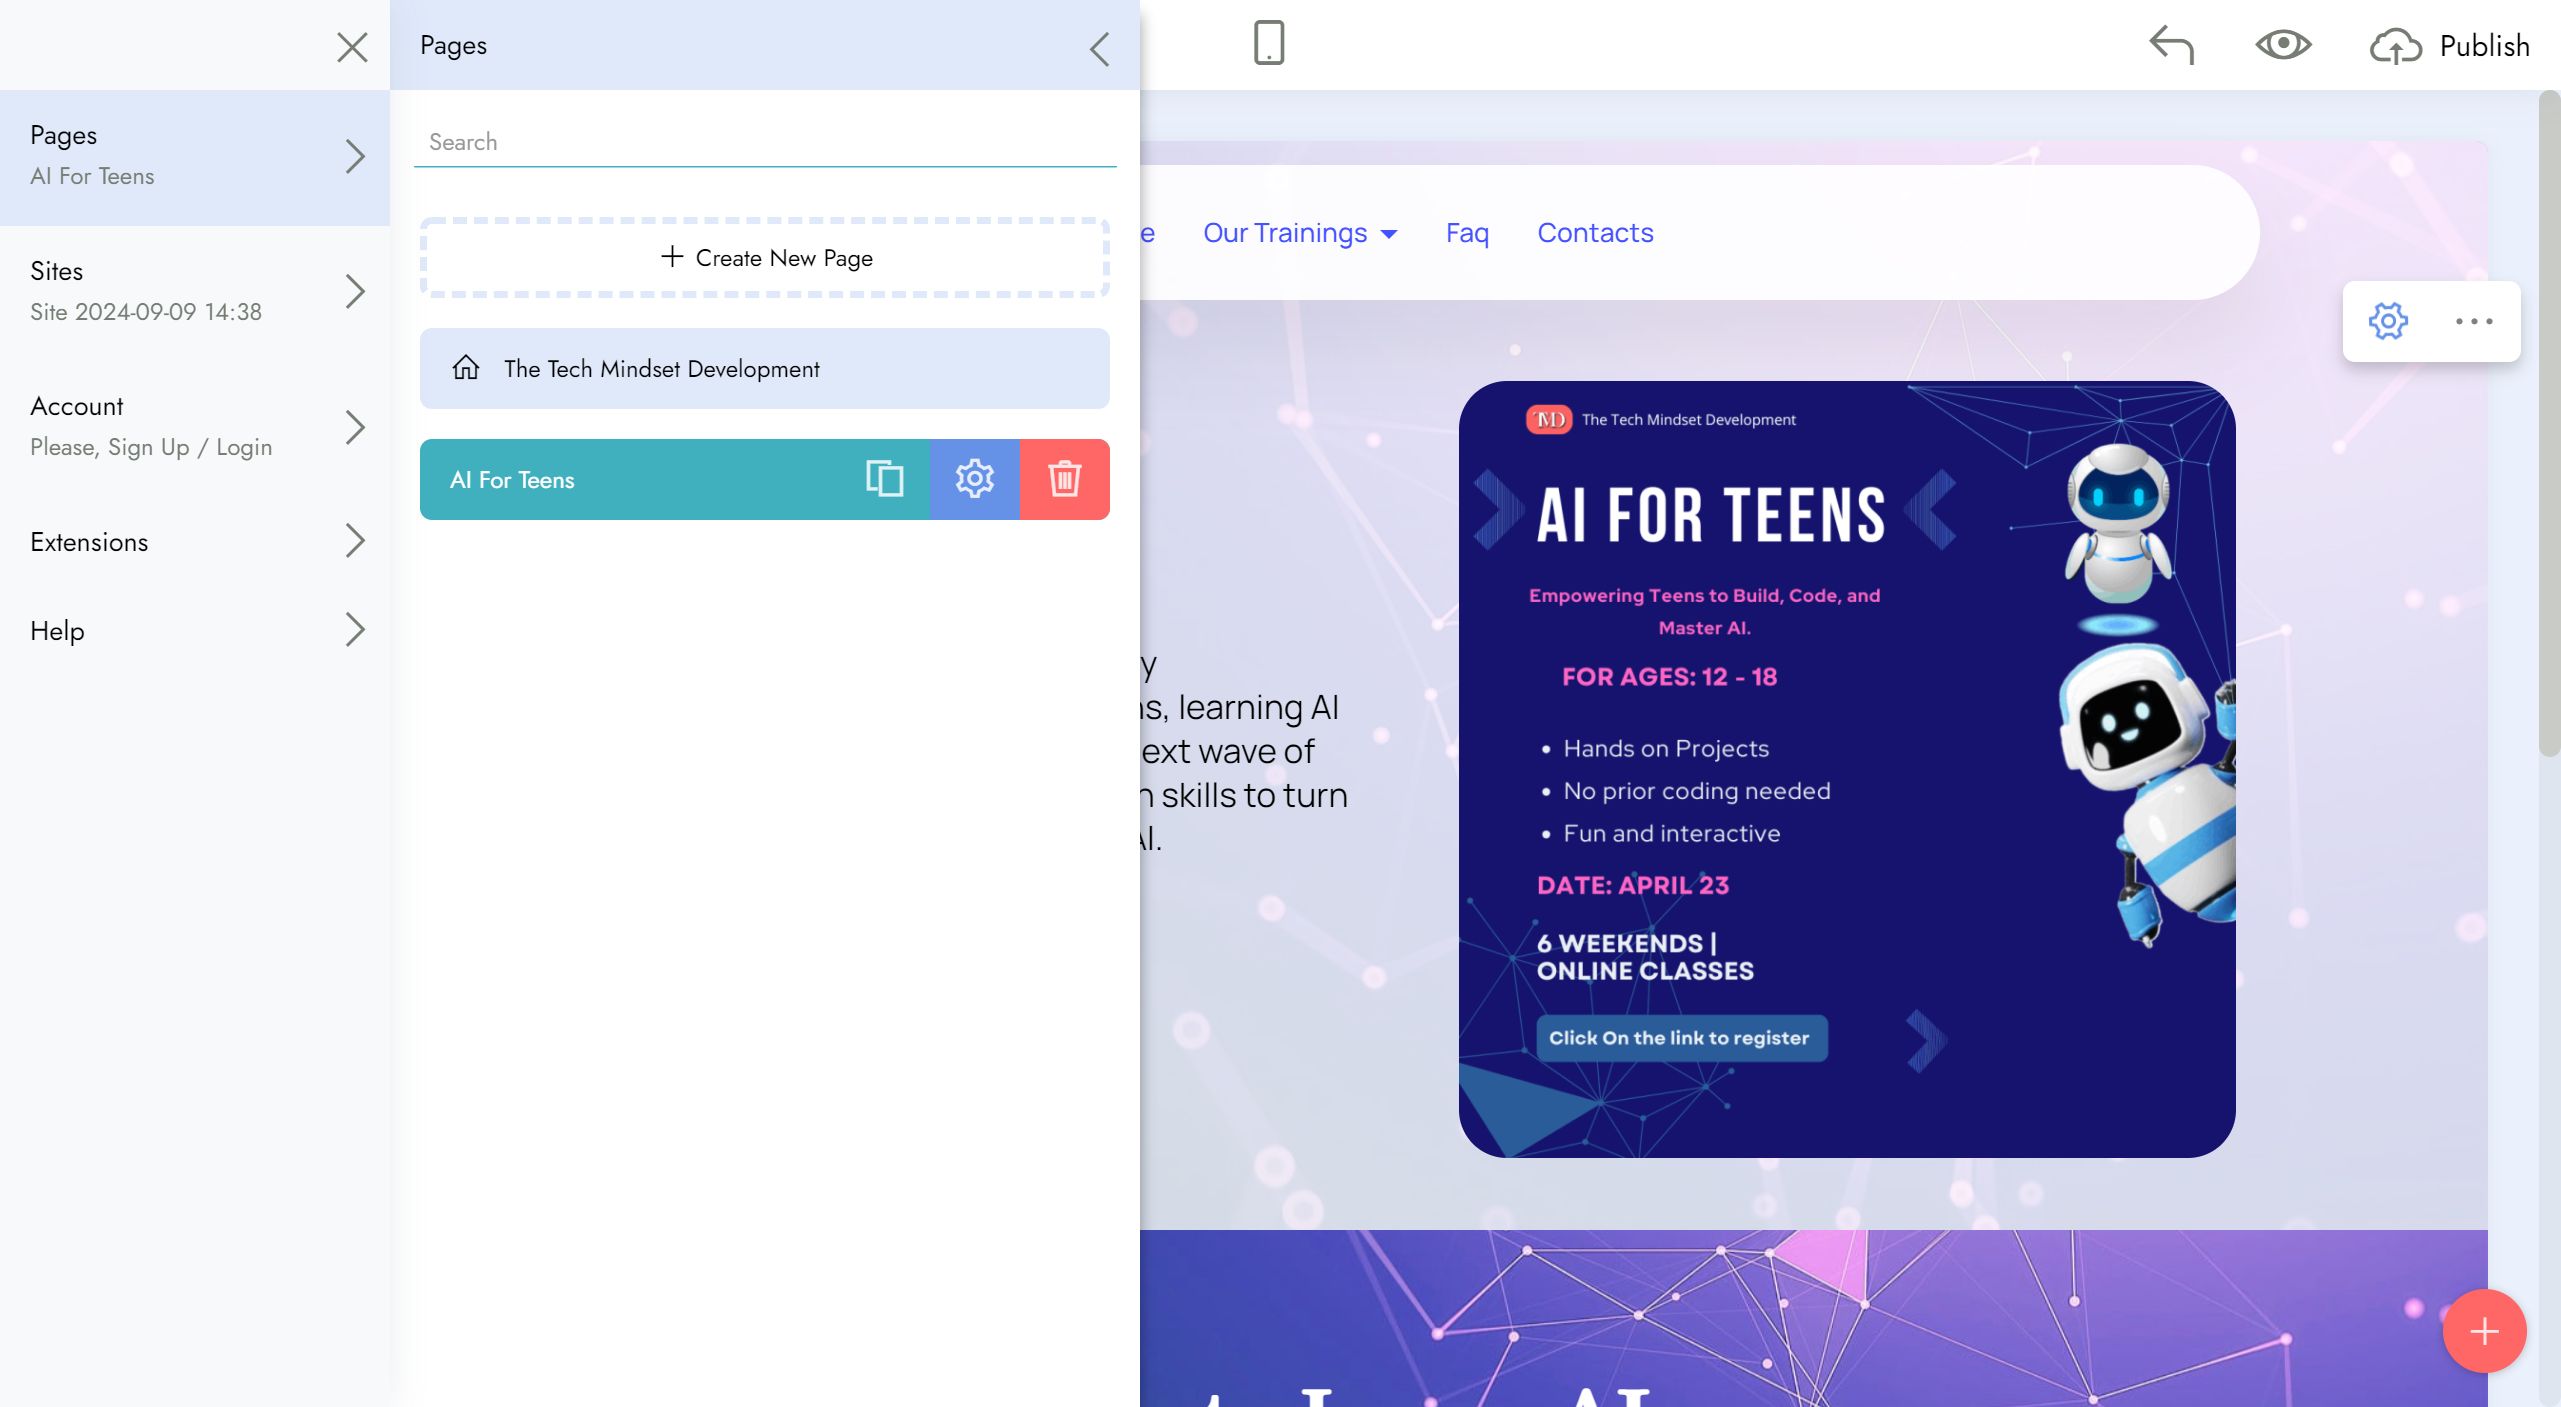 Pages
Publish
Pages
AI For Teens
Sites
Site 2024-09-09 14:38
Account
Please, Sign Up / Login
Extensions
Help
Search
Create New Page
The Tech Mindset Development
AI For Teens
e
Our Trainings
Faq
Contacts
y
s, learning AI
ext wave of
skills to turn
AI.
TMD The Tech Mindset Development
AI FOR TEENS
Empowering Teens to Build, Code, and
Master AI.
FOR AGES: 12 - 18
• Hands on Projects
• No prior coding needed
• Fun and interactive
DATE: APRIL 23
6 WEEKENDS |
ONLINE CLASSES
Click On the link to register